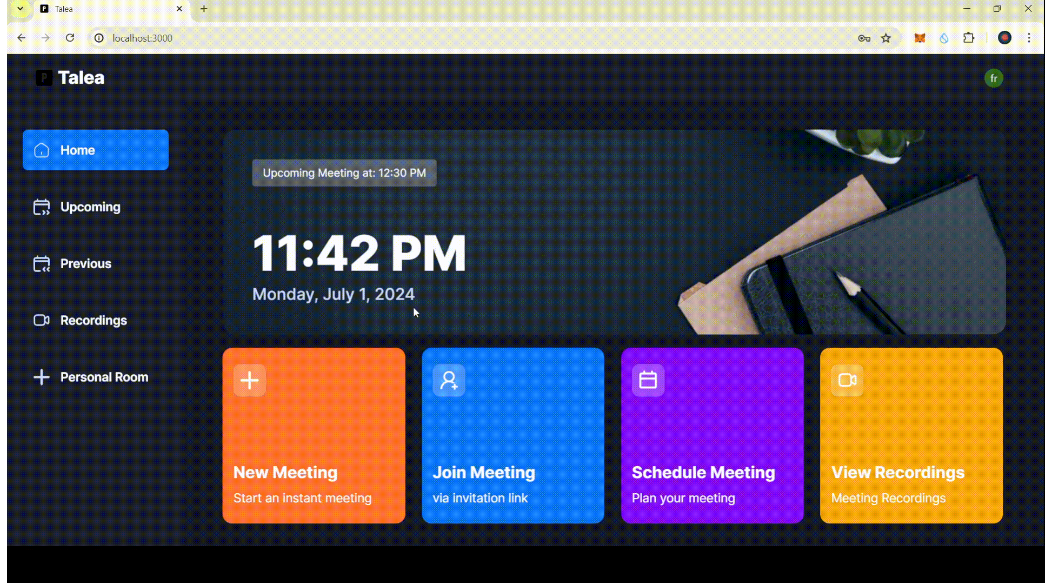 Talea
localhost:3000
Talea
fr
Home
Upcoming
Previous
Recordings
Personal Room
Upcoming Meeting at: 12:30 PM
11:42 PM
Monday, July 1, 2024
New Meeting
Start an instant meeting
Join Meeting
via invitation link
Schedule Meeting
Plan your meeting
View Recordings
Meeting Recordings